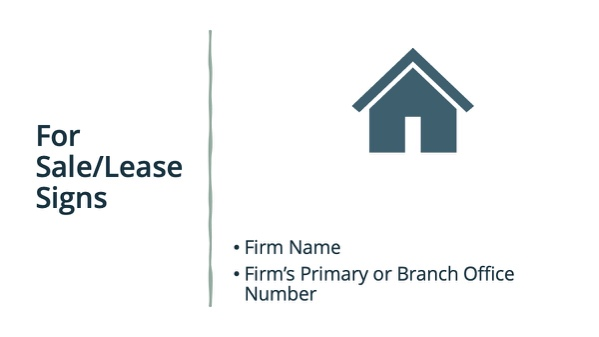 For
Sale/Lease
Signs
• Firm Name
• Firm's Primary or Branch Office
Number